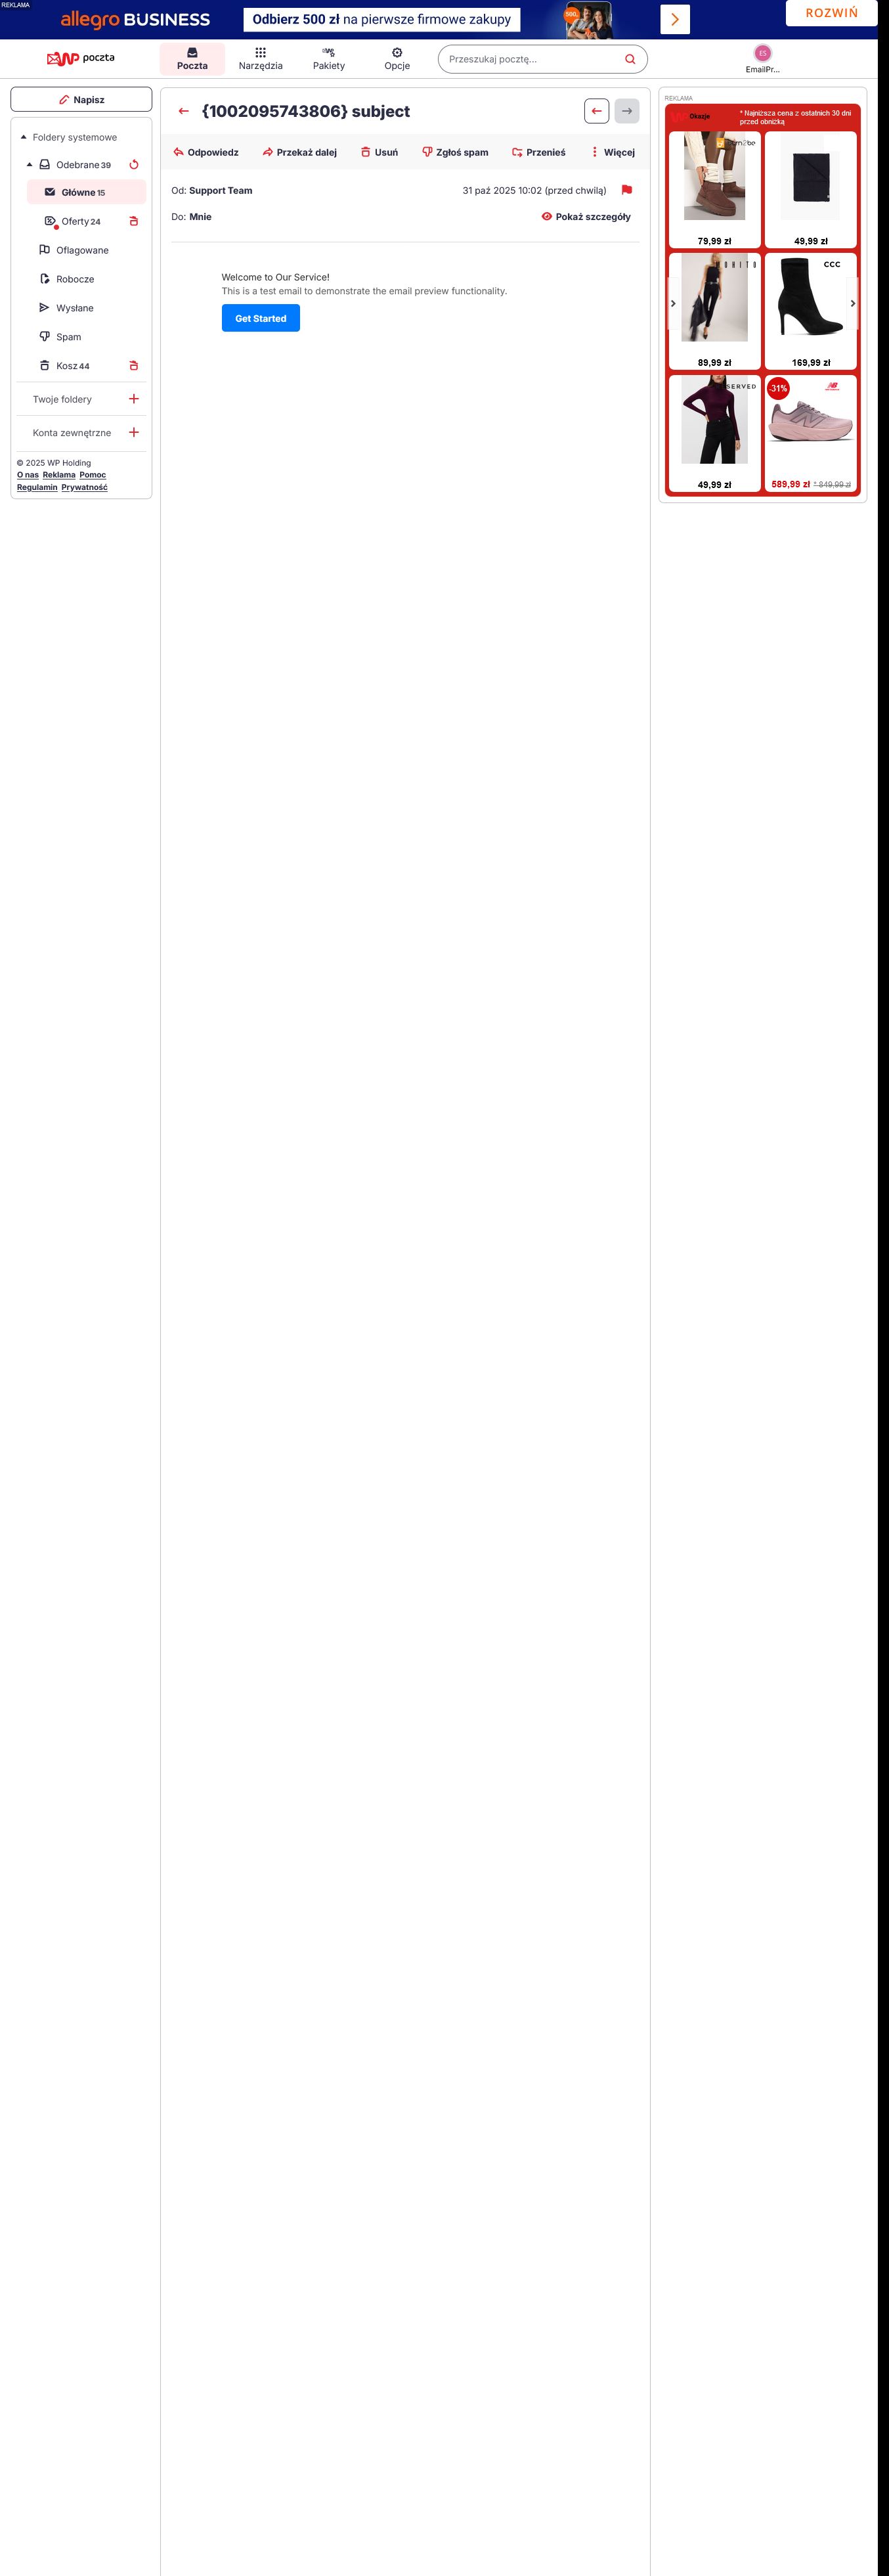 REKLAMA
allegro BUSINESS
Odbierz 500 zł na pierwsze firmowe zakupy
500,-
ROZWIŃ
WP poczta
Poczta
Narzędzia
Pakiety
Opcje
Przeszukaj pocztę...
ES
EmailPr...
Napisz
Foldery systemowe
Odebrane 39
Główne 15
Oferty 24
Oflagowane
Robocze
Wysłane
Spam
Kosz 44
Twoje foldery
Konta zewnętrzne
© 2025 WP Holding
O nas Reklama Pomoc
Regulamin Prywatność
{1002095743806} subject
Odpowiedz
Przekaż dalej
Usuń
Zgłoś spam
Przenieś
Więcej
Od: Support Team
31 paź 2025 10:02 (przed chwilą)
Do: Mnie
Pokaż szczegóły
Welcome to Our Service!
This is a test email to demonstrate the email preview functionality.
Get Started
REKLAMA
WP Okazje
* Najniższa cena z ostatnich 30 dni
przed obniżką
79,99 zł
49,99 zł
MOHITO
CCC
89,99 zł
169,99 zł
SERVED
-31%
49,99 zł
589,99 zł * 849,99 zł